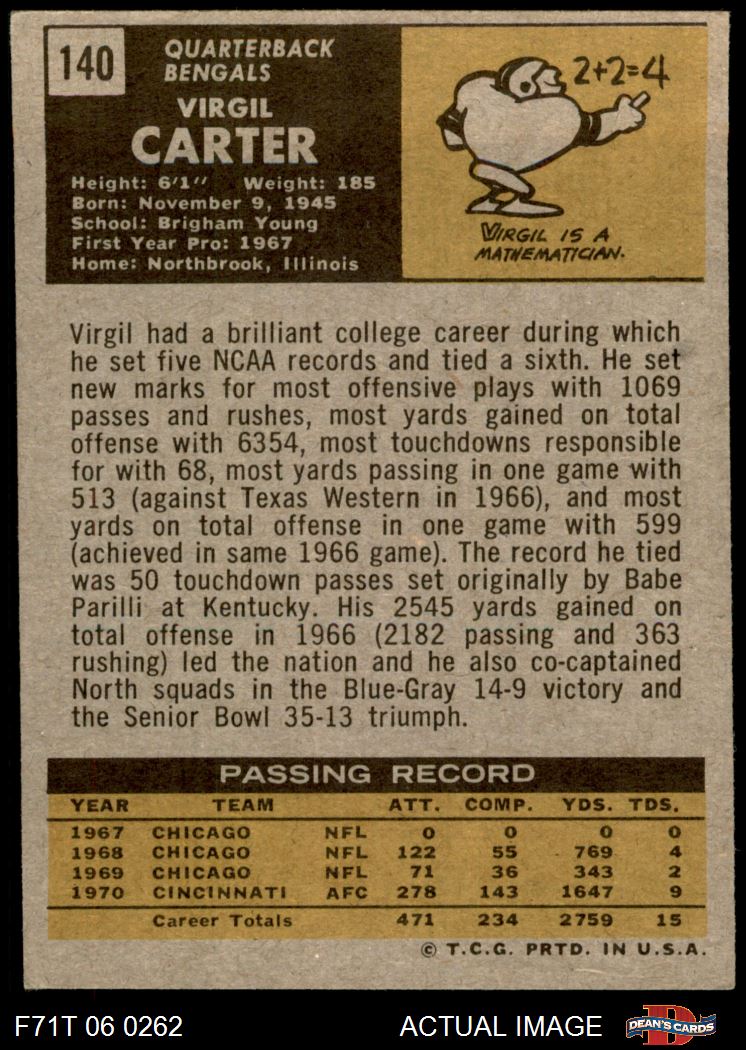 140
QUARTERBACK
BENGALS
VIRGIL
CARTER
Height: 6'1" Weight: 185
Born: November 9, 1945
School: Brigham Young
First Year Pro: 1967
Home: Northbrook, Illinois
2+2=4
VIRGIL IS A
MATHEMATICIAN.
Virgil had a brilliant college career during which
he set five NCAA records and tied a sixth. He set
new marks for most offensive plays with 1069
passes and rushes, most yards gained on total
offense with 6354, most touchdowns responsible
for with 68, most yards passing in one game with
513 (against Texas Western in 1966), and most
yards on total offense in one game with 599
(achieved in same 1966 game). The record he tied
was 50 touchdown passes set originally by Babe
Parilli at Kentucky. His 2545 yards gained on
total offense in 1966 (2182 passing and 363
rushing) led the nation and he also co-captained
North squads in the Blue-Gray 14-9 victory and
the Senior Bowl 35-13 triumph.
PASSING RECORD
YEAR TEAM ATT. COMP. YDS. TDS.
1967 CHICAGO NFL 0 0 0 0
1968 CHICAGO NFL 122 55 769 4
1969 CHICAGO NFL 71 36 343 2
1970 CINCINNATI AFC 278 143 1647 9
Career Totals 471 234 2759 15
© T.C.G. PRTD. IN U.S.A.
F71T 06 0262 ACTUAL IMAGE
D
DEAN'S CARDS